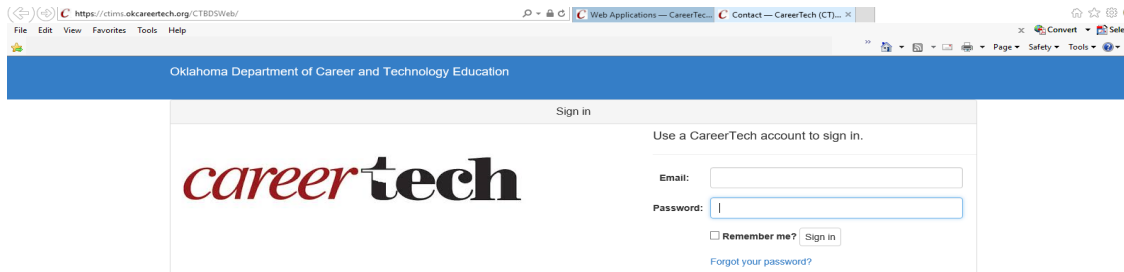 https://ctims.okcareertech.org/CTBDSWeb/
C Web Applications — CareerTec... C Contact — CareerTech (CT)... ×
File Edit View Favorites Tools Help
x Convert Sele
» Page Safety Tools
Oklahoma Department of Career and Technology Education
Sign in
Use a CareerTech account to sign in.
careertech
Email:
Password:
Remember me? Sign in
Forgot your password?